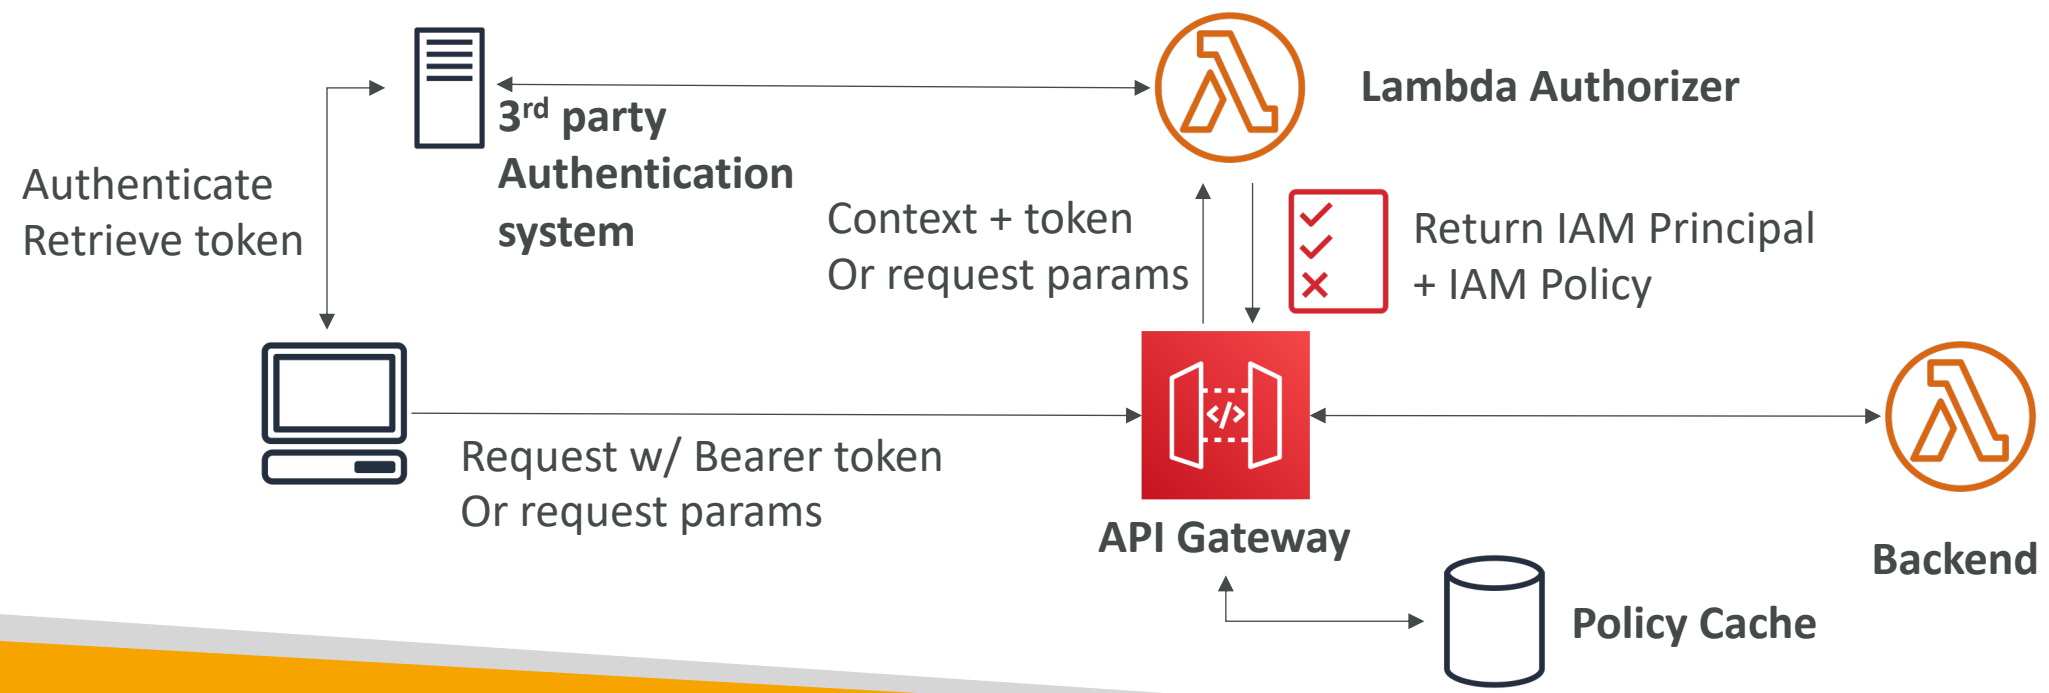 Lambda Authorizer
3rd party
Authentication
system
Authenticate
Retrieve token
Context + token
Or request params
Return IAM Principal
+ IAM Policy
</>
Request w/ Bearer token
Or request params
API Gateway
Backend
Policy Cache